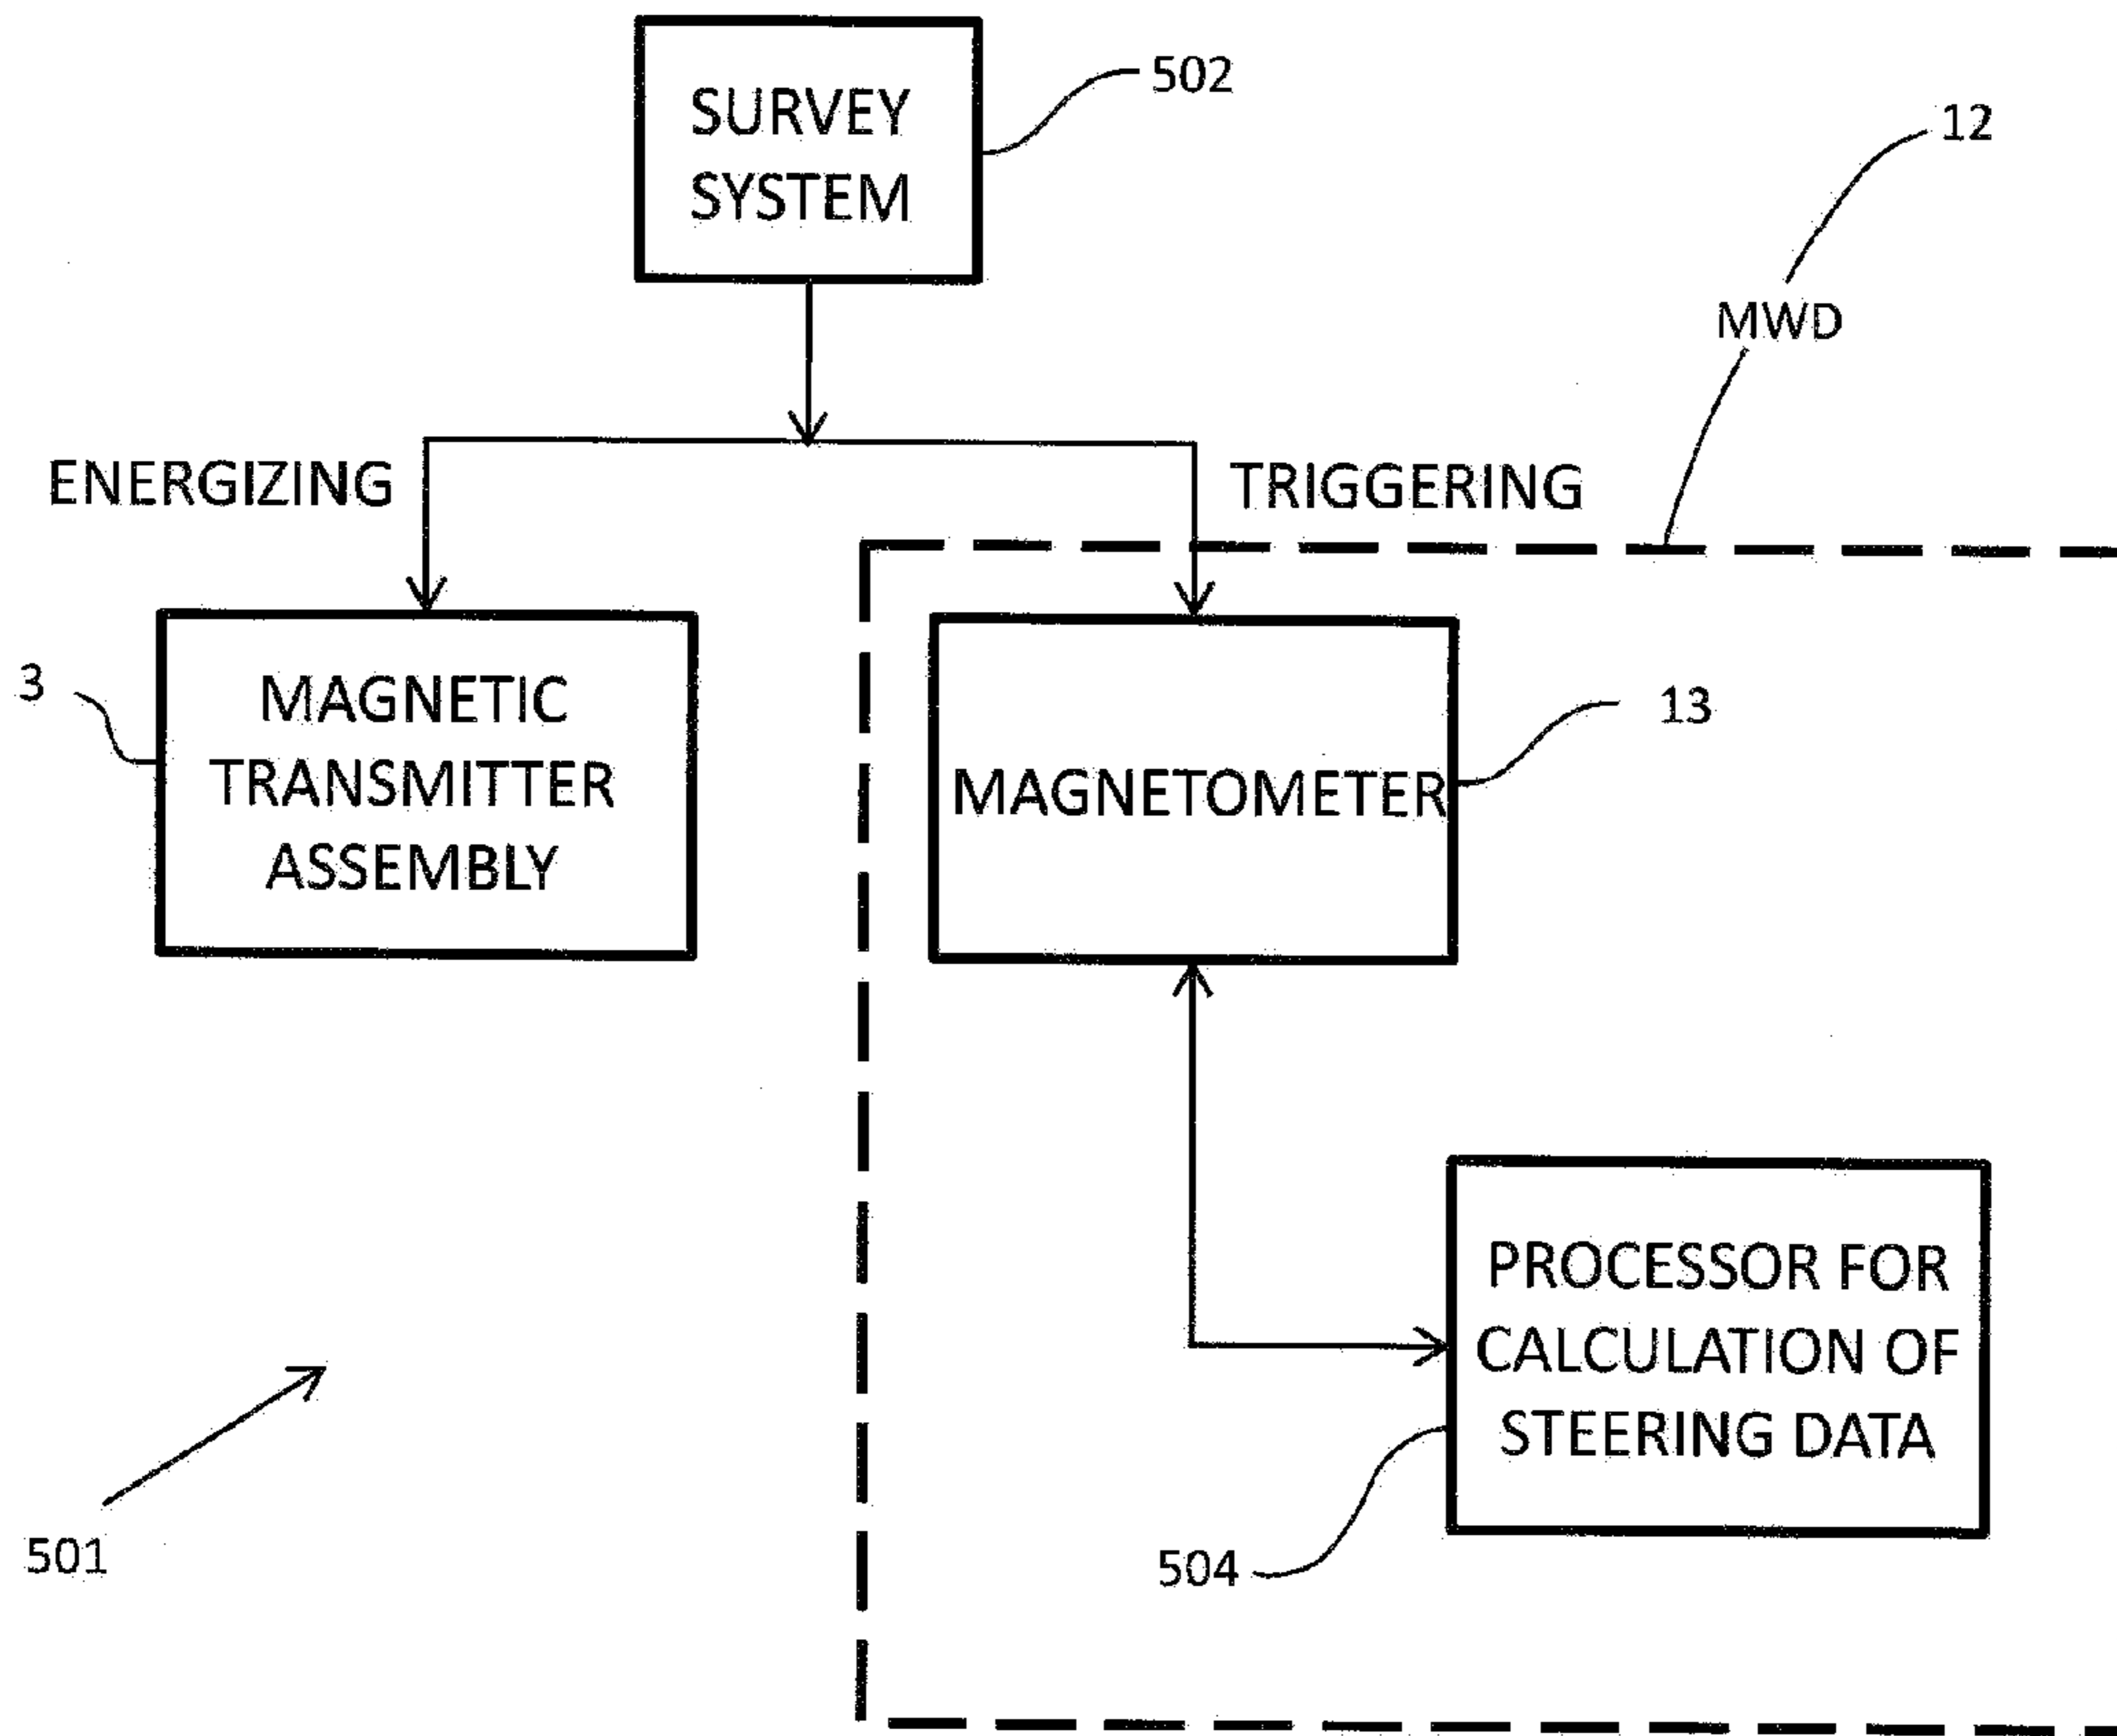 SURVEY
SYSTEM
502
12
MWD
ENERGIZING
TRIGGERING
3
MAGNETIC
TRANSMITTER
ASSEMBLY
MAGNETOMETER
13
PROCESSOR FOR
CALCULATION OF
STEERING DATA
504
501